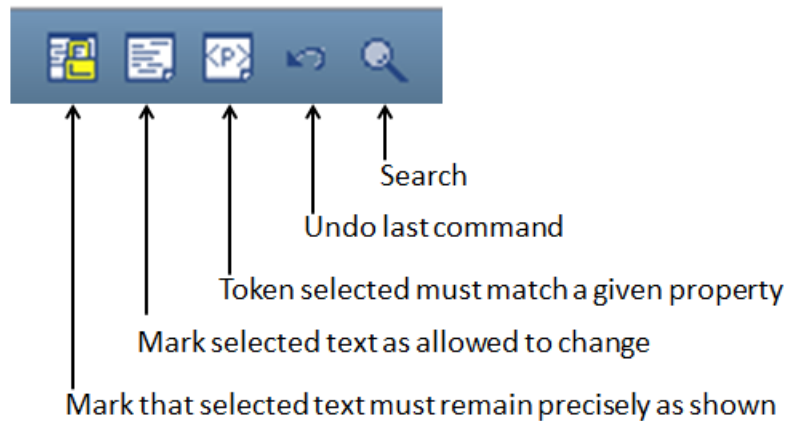 <P>
Search
Undo last command
Token selected must match a given property
Mark selected text as allowed to change
Mark that selected text must remain precisely as shown